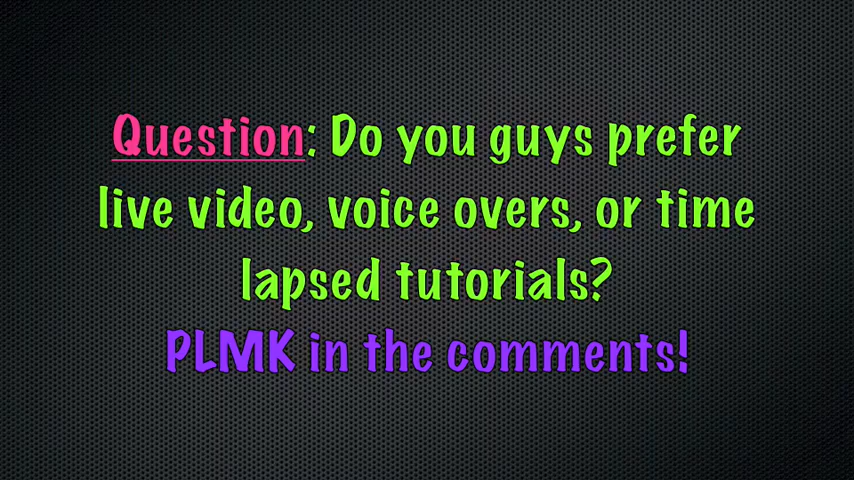 Question: Do you guys prefer
live video, voice overs, or time
lapsed tutorials?
PLMK in the comments!